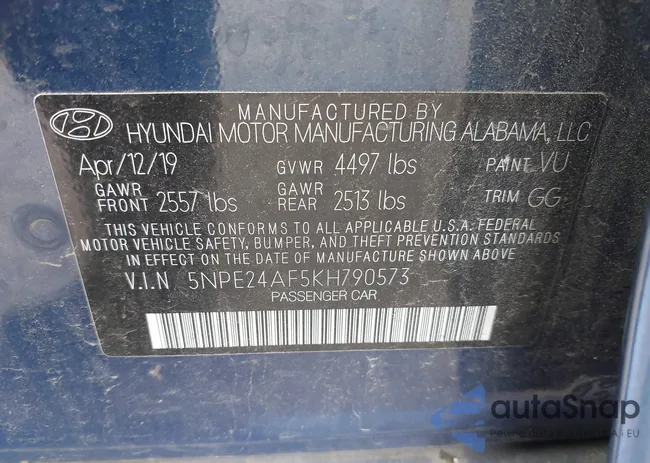 MANUFACTURED BY
HYUNDAI MOTOR MANUFACTURING ALABAMA, LLC
Apr/12/19 GVWR 4497 lbs PAINT VU
GAWR FRONT 2557 lbs GAWR REAR 2513 lbs TRIM GG
THIS VEHICLE CONFORMS TO ALL APPLICABLE U.S.A. FEDERAL
MOTOR VEHICLE SAFETY, BUMPER, AND THEFT PREVENTION STANDARDS
IN EFFECT ON THE DATE OF MANUFACTURE SHOWN ABOVE.
V.I.N 5NPE24AF5KH790573
PASSENGER CAR
autaSnap